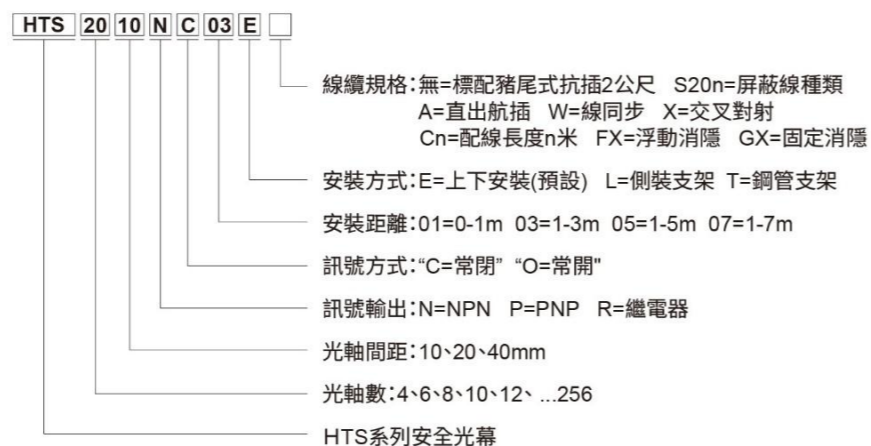 HTS 20 10 N C 03 E
線纜規格:無=標配豬尾式抗插2公尺 S20n=屏蔽線種類
A=直出航插 W=線同步 X=交叉對射
Cn=配線長度n米 FX=浮動消隱 GX=固定消隱
安裝方式:E=上下安裝(預設) L=側裝支架 T=鋼管支架
安裝距離:01=0-1m 03=1-3m 05=1-5m 07=1-7m
訊號方式:“C=常閉” “O=常開"
訊號輸出:N=NPN P=PNP R=繼電器
光軸間距:10、20、40mm
光軸數:4、6、8、10、12、...256
HTS系列安全光幕